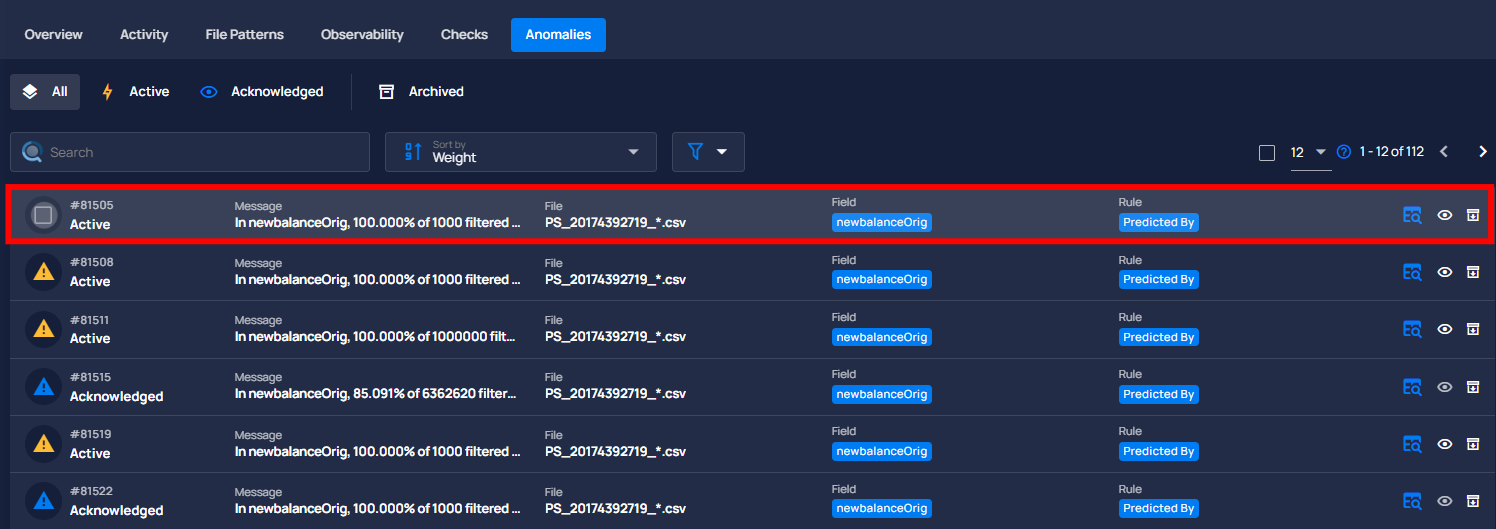 Overview Activity File Patterns Observability Checks Anomalies
All Active Acknowledged Archived
Search Sort by Weight 12 1 - 12 of 112
#81505 Message File Field Rule
Active In newbalanceOrig, 100.000% of 1000 filtered ... PS_20174392719_*.csv newbalanceOrig Predicted By
#81508 Message File Field Rule
Active In newbalanceOrig, 100.000% of 1000 filtered ... PS_20174392719_*.csv newbalanceOrig Predicted By
#81511 Message File Field Rule
Active In newbalanceOrig, 100.000% of 1000000 filt... PS_20174392719_*.csv newbalanceOrig Predicted By
#81515 Message File Field Rule
Acknowledged In newbalanceOrig, 85.091% of 6362620 filter... PS_20174392719_*.csv newbalanceOrig Predicted By
#81519 Message File Field Rule
Active In newbalanceOrig, 100.000% of 1000 filtered ... PS_20174392719_*.csv newbalanceOrig Predicted By
#81522 Message File Field Rule
Acknowledged In newbalanceOrig, 100.000% of 1000 filtered ... PS_20174392719_*.csv newbalanceOrig Predicted By